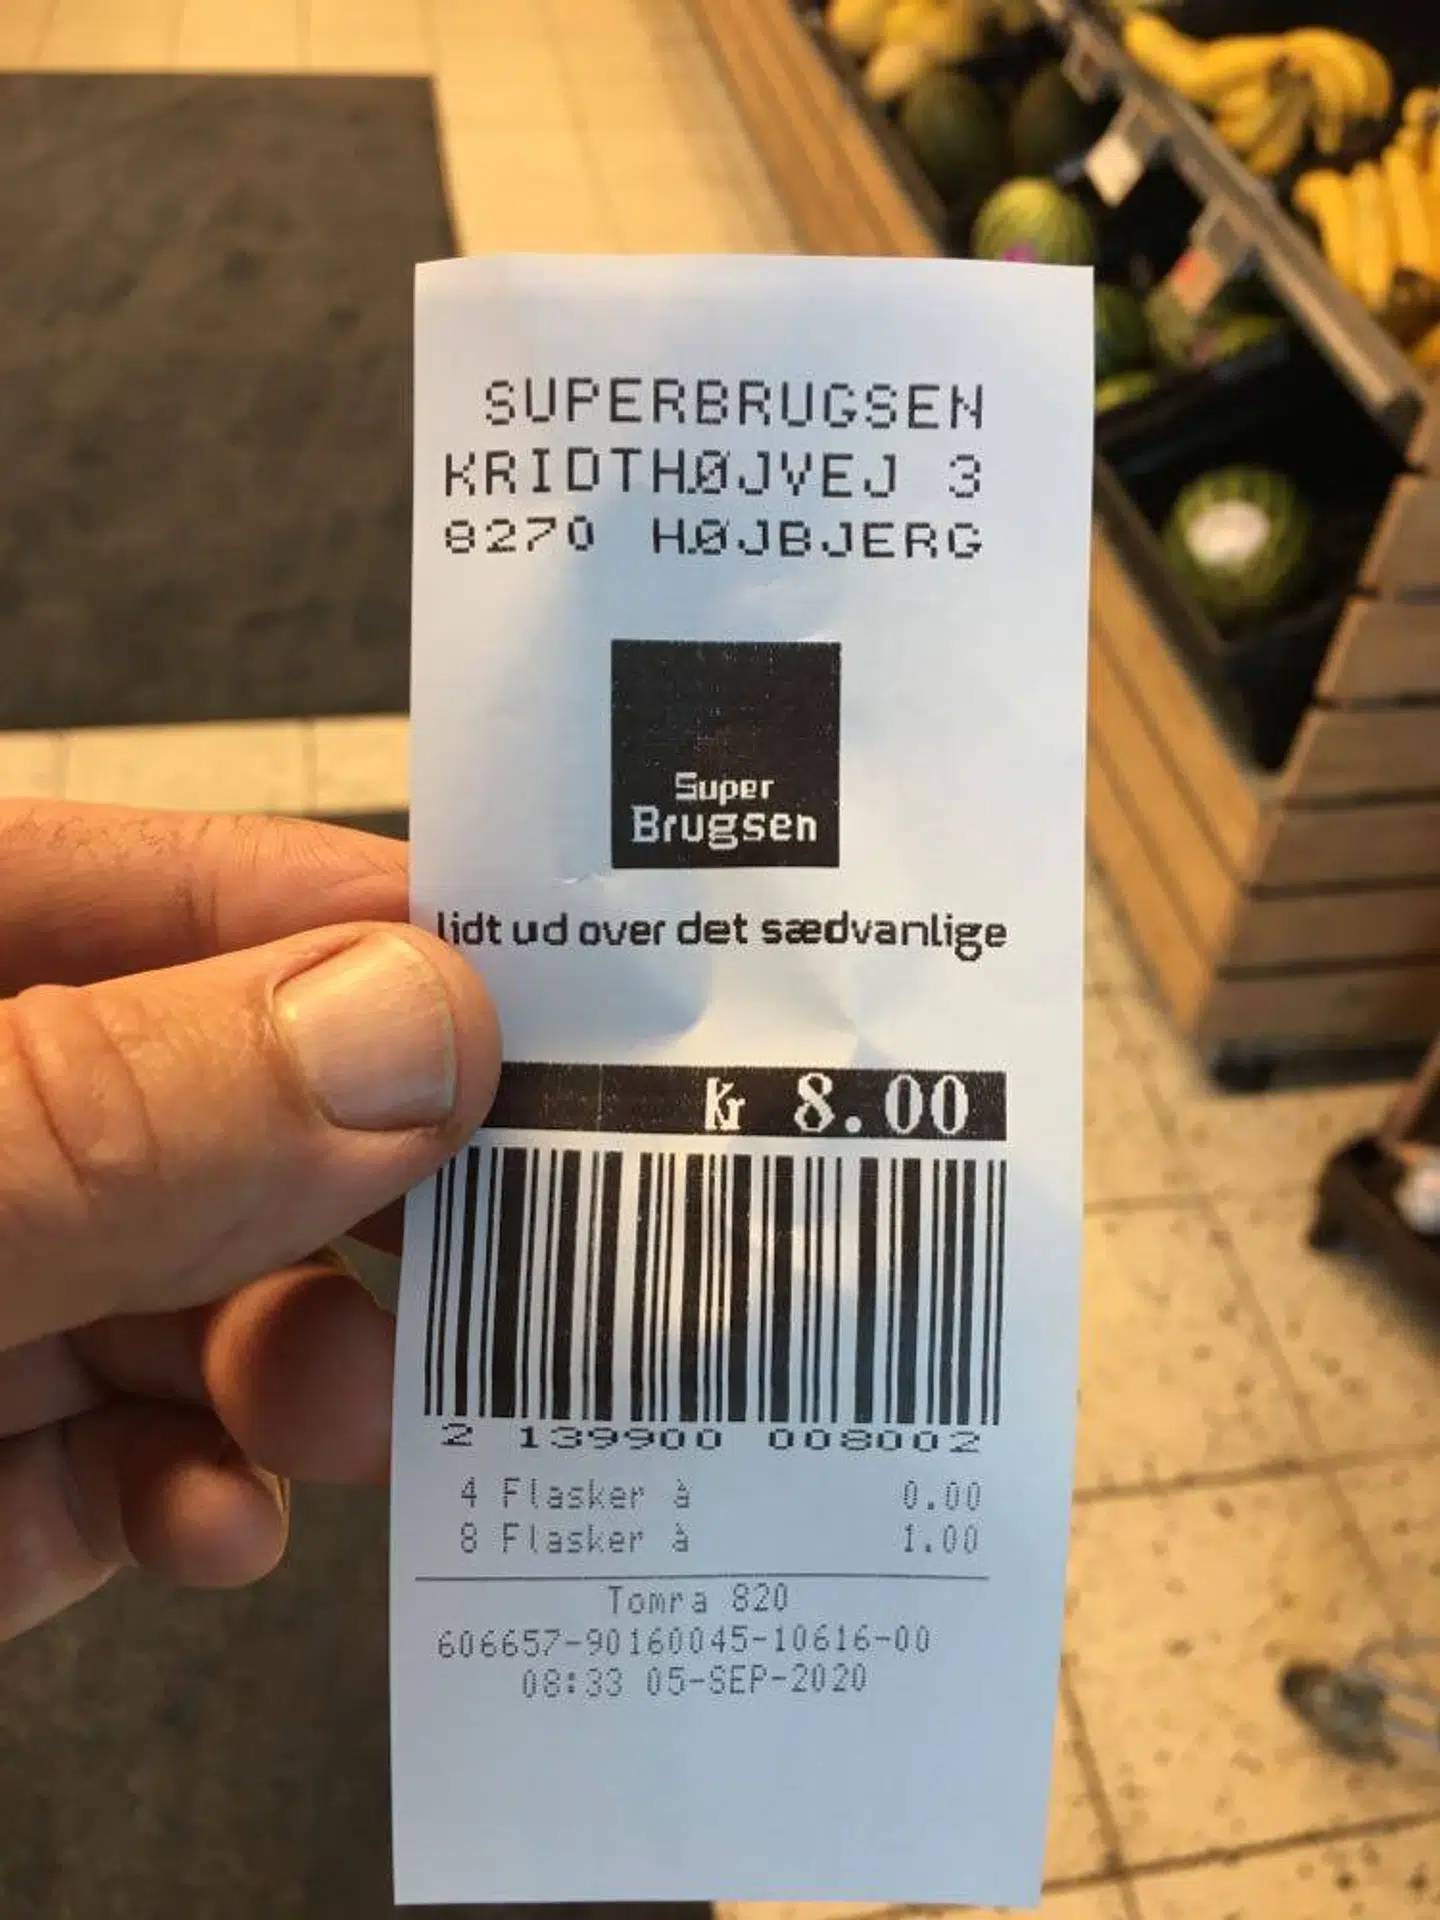 SUPERBRUGSEN
KRIDTHØJVEJ 3
8270 HØJBJERG
Super
Brugsen
lidt ud over det sædvanlige
Kr 8.00
2 139900 008002
4 Flasker à 0.00
8 Flasker à 1.00
Tomra 820
606657-90160045-10616-00
08:33 05-SEP-2020